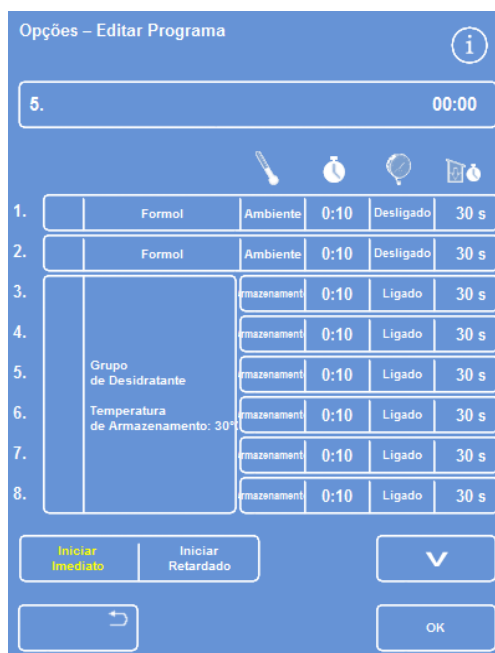 Opções – Editar Programa
i
5. 00:00
1. Formol Ambiente 0:10 Desligado 30 s
2. Formol Ambiente 0:10 Desligado 30 s
3. rmazenament 0:10 Ligado 30 s
4. rmazenament 0:10 Ligado 30 s
5. rmazenament 0:10 Ligado 30 s
6. rmazenament 0:10 Ligado 30 s
7. rmazenament 0:10 Ligado 30 s
8. rmazenament 0:10 Ligado 30 s
Grupo
de Desidratante
Temperatura
de Armazenamento: 30°
Iniciar
Imediato
Iniciar
Retardado
V
OK